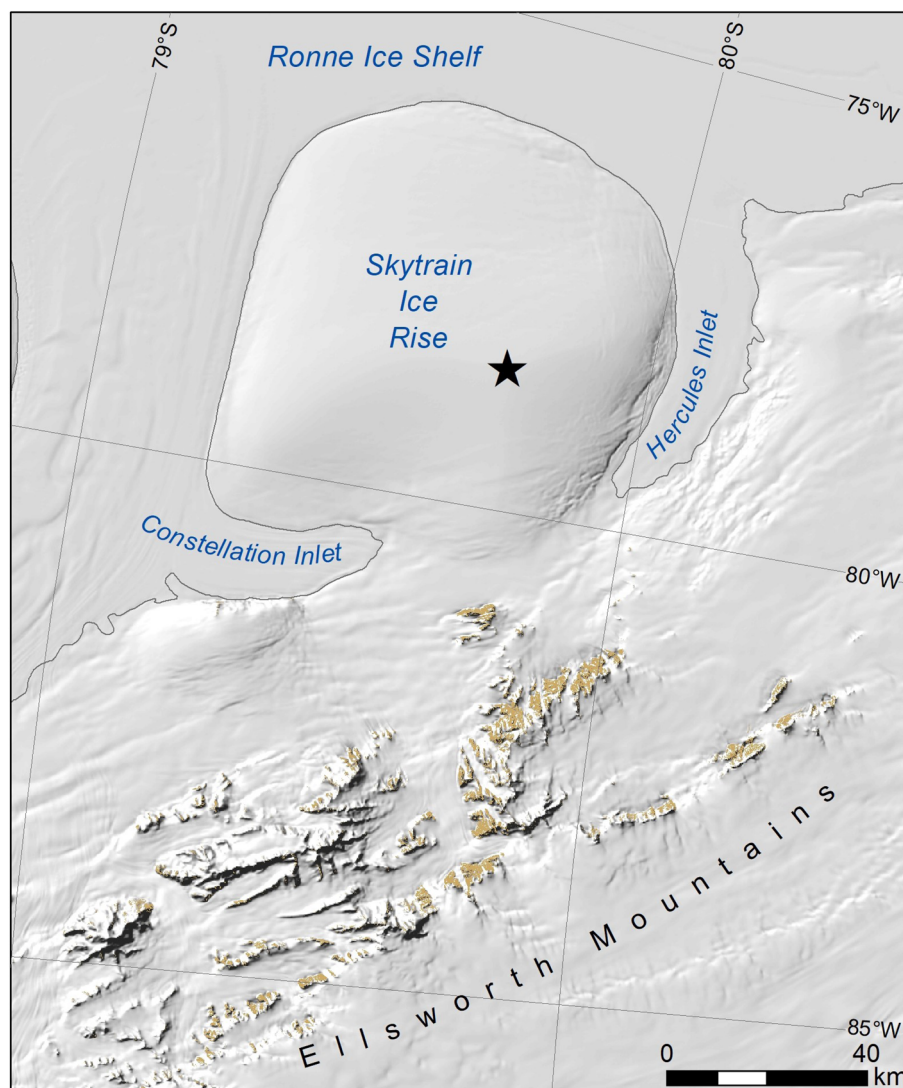 79°S
80°S
Ronne Ice Shelf
75°W
Skytrain
Ice
Rise
Hercules Inlet
Constellation Inlet
80°W
Ellsworth Mountains
85°W
0 40
km